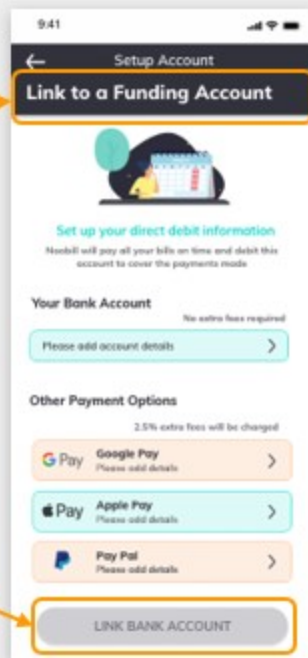 9:41
Setup Account
Link to a Funding Account
Set up your direct debit information
Noobill will pay all your bills on time and debit this
account to cover the payments made
Your Bank Account
No extra fees required
Please add account details
Other Payment Options
2.5% extra fees will be charged
G Pay
Google Pay
Please add details
Pay
Apple Pay
Please add details
Pay Pal
Please add details
LINK BANK ACCOUNT